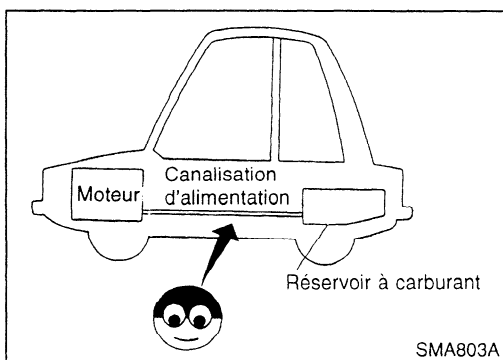 Moteur
Canalisation
d'alimentation
Réservoir à carburant
SMA803A